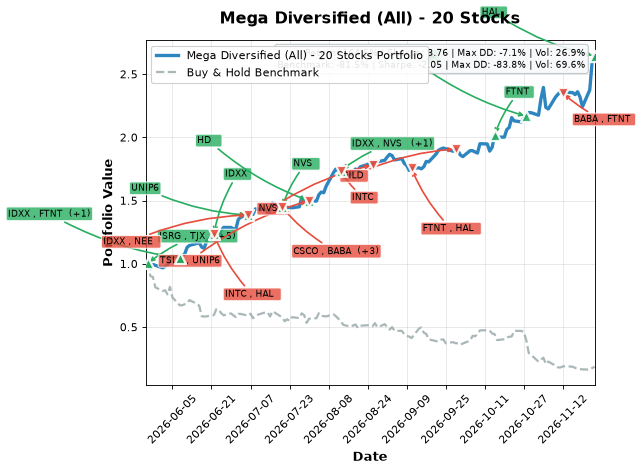 Mega Diversified (All) - 20 Stocks
HAL
Mega Diversified (All) - 20 Stocks Portfolio
Buy & Hold Benchmark
3.76 | Max DD: -7.1% | Vol: 26.9%
| Max DD: -83.8% | Vol: 69.6%
Portfolio Value
2.5
2.0
1.5
1.0
0.5
FTNT
BABA , FTNT
HD
IDXX , NVS (+1)
NVS
IDXX
UNIP6
INTC
NVS
IDXX , FTNT (+1)
FTNT , HAL
IDXX , NEE
CSCO, BABA (+3)
, UNIP6
INTC , HAL
2026-06-05
2026-06-21
2026-07-07
2026-07-23
2026-08-08
2026-08-24
2026-09-09
2026-09-25
2026-10-11
2026-10-27
2026-11-12
Date